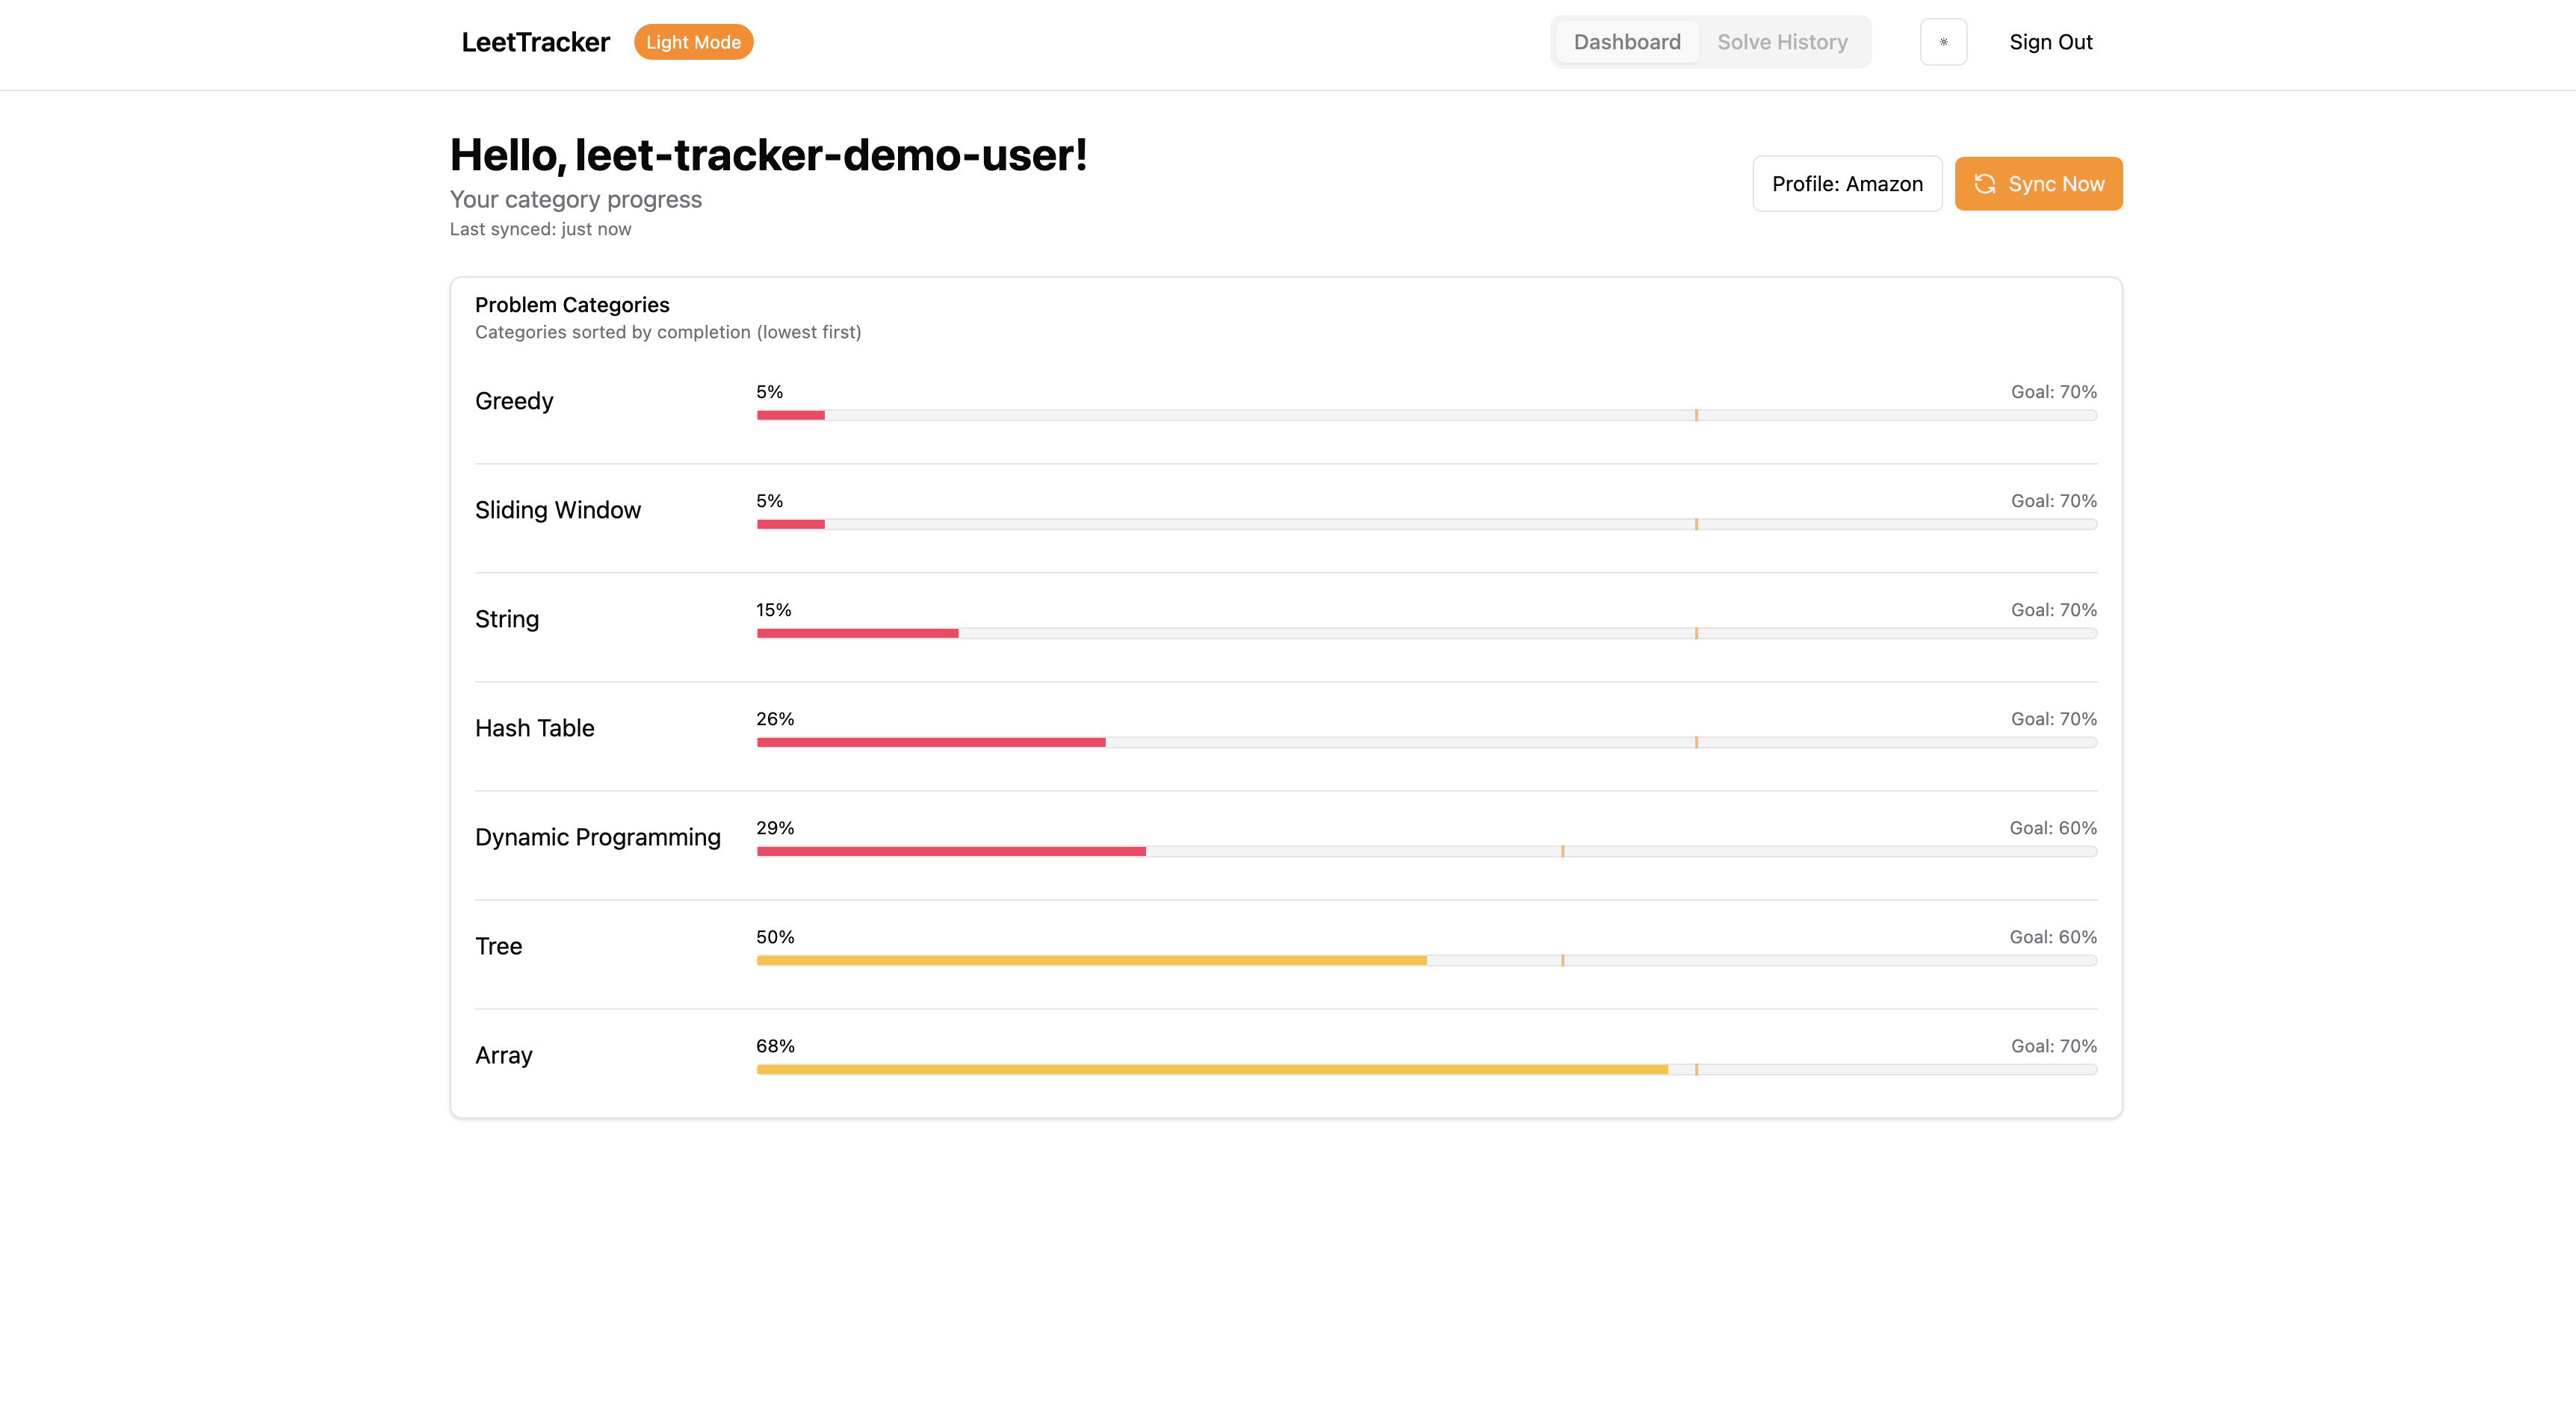 LeetTracker
Light Mode
Dashboard
Solve History
Sign Out
Hello, leet-tracker-demo-user!
Your category progress
Last synced: just now
Profile: Amazon
Sync Now
Problem Categories
Categories sorted by completion (lowest first)
Greedy
5%
Goal: 70%
Sliding Window
5%
Goal: 70%
String
15%
Goal: 70%
Hash Table
26%
Goal: 70%
Dynamic Programming
29%
Goal: 60%
Tree
50%
Goal: 60%
Array
68%
Goal: 70%